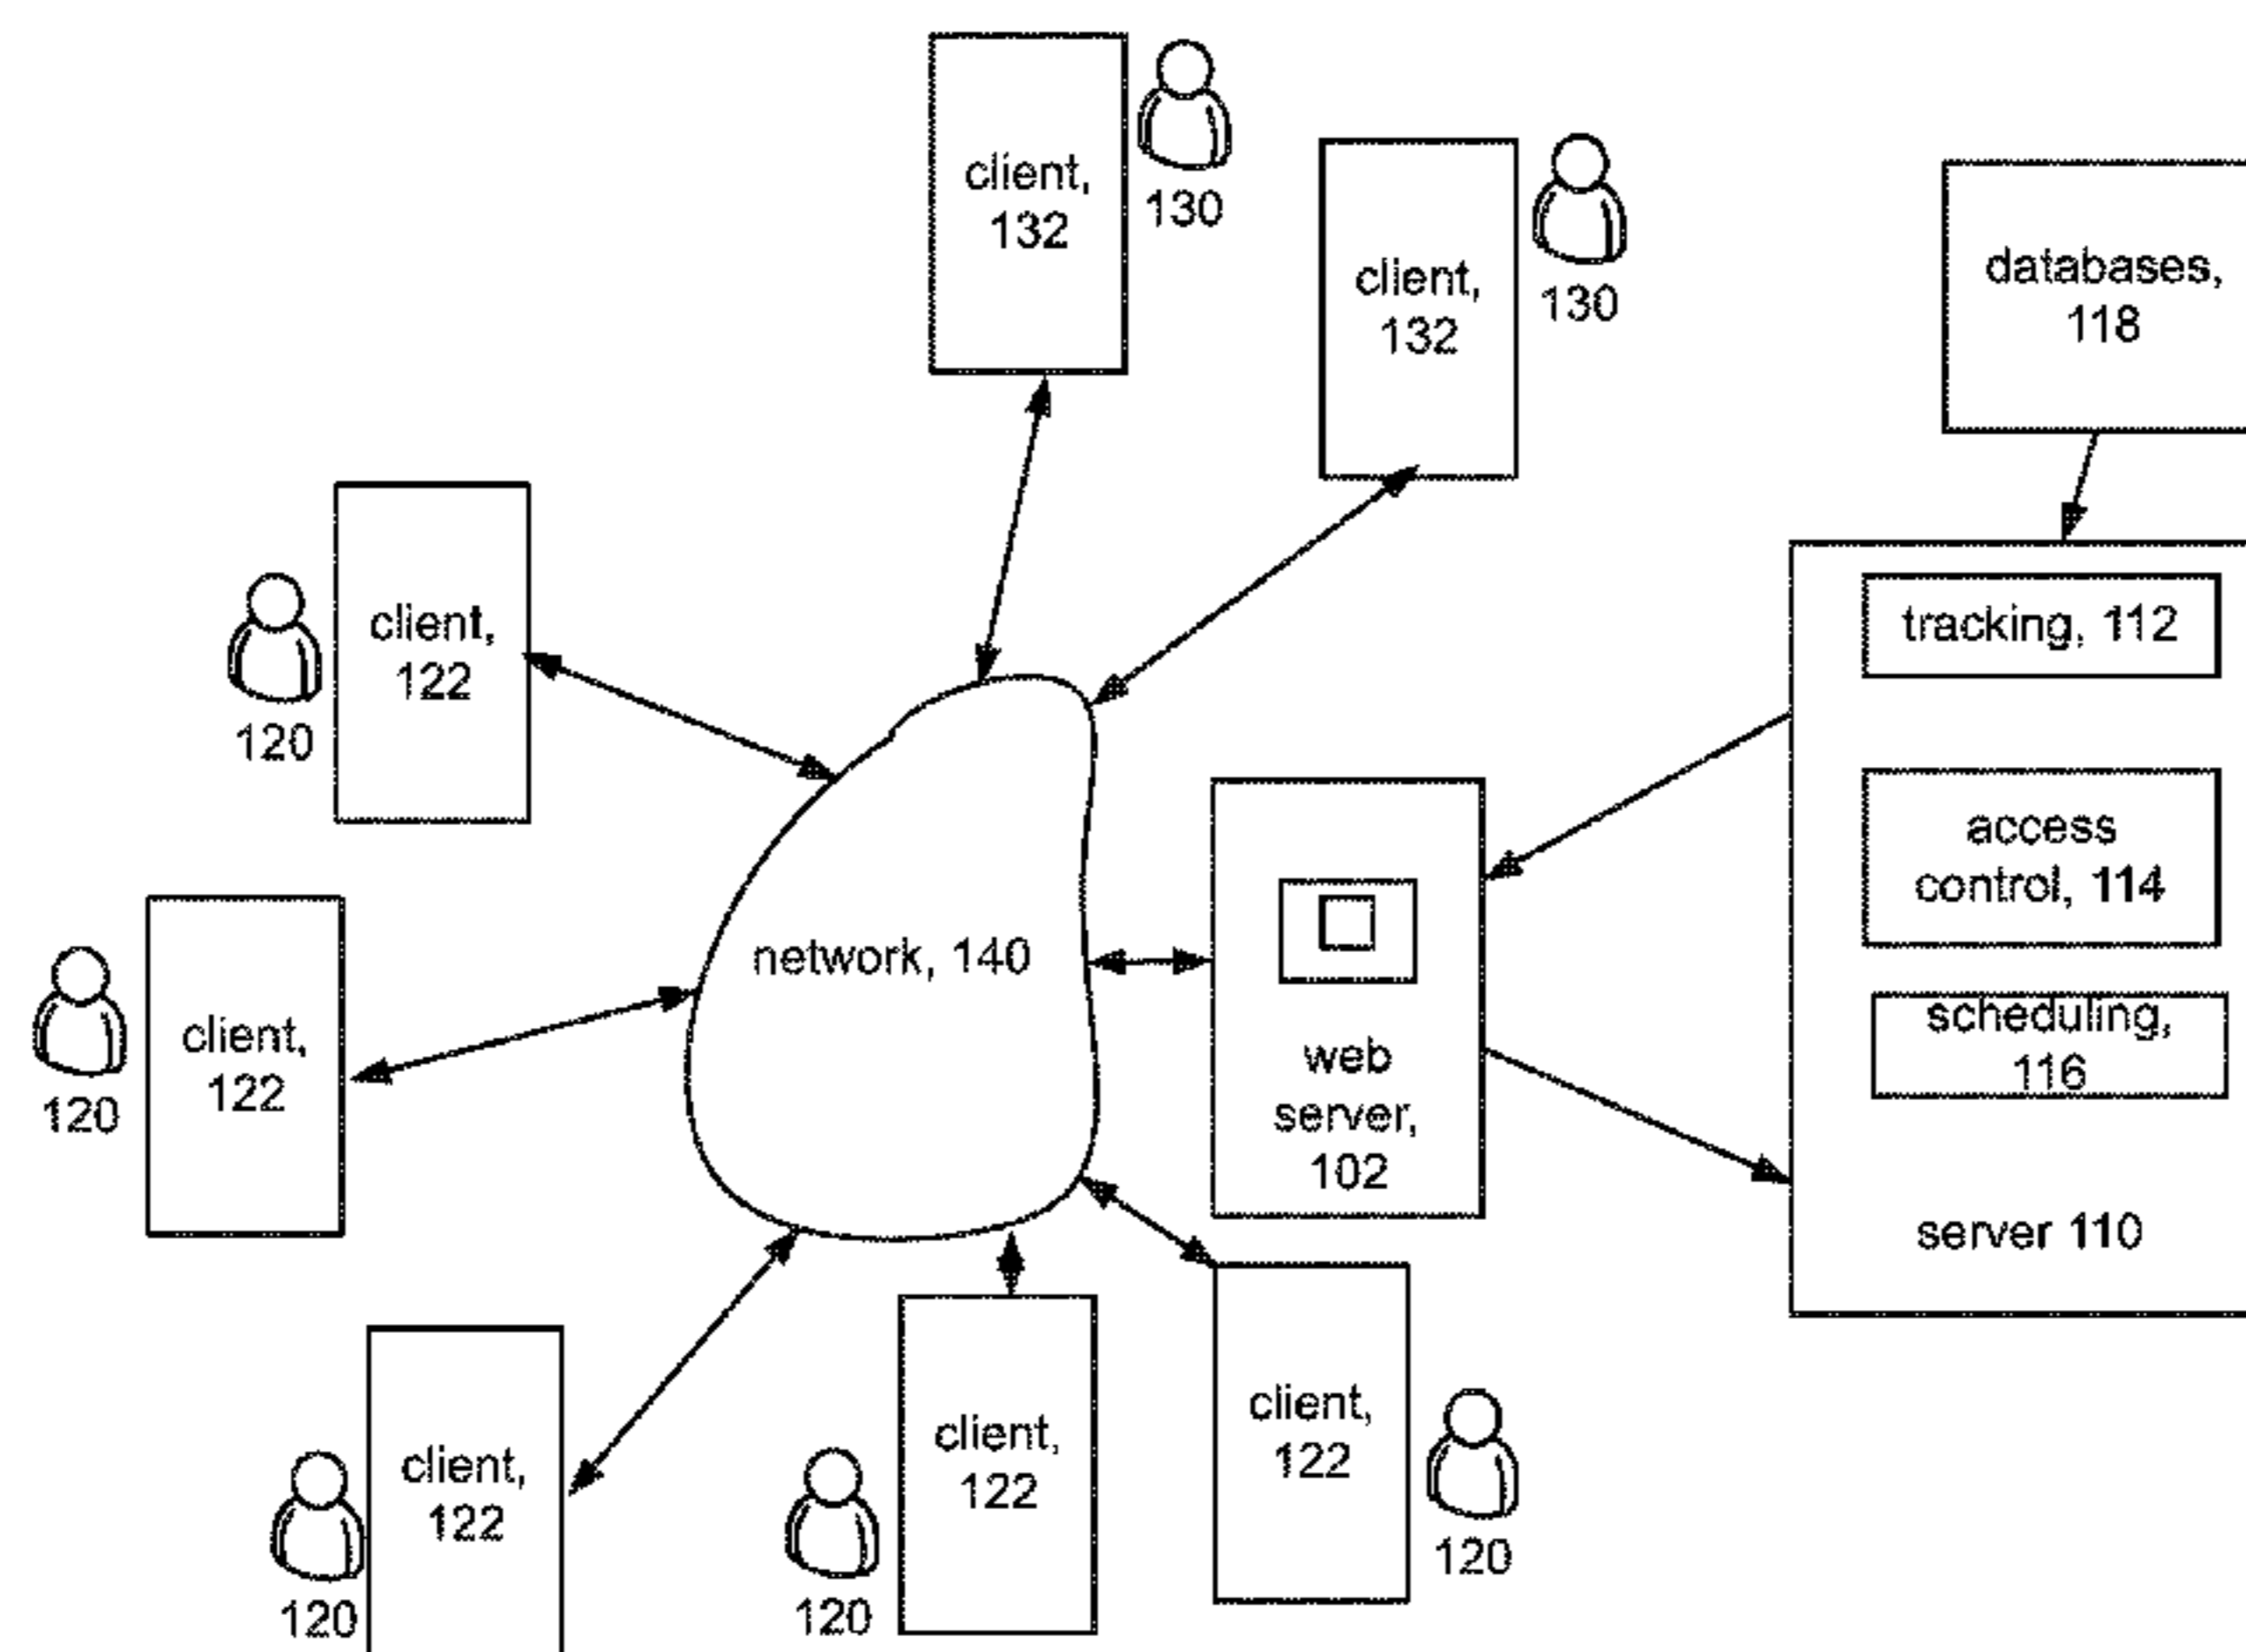 client,
132
130
client,
132
130
databases,
118
client,
122
120
tracking, 112
access
control, 114
network, 140
client,
122
120
scheduling,
116
web
server,
102
server 110
client,
122
120
client,
122
120
client,
122
120